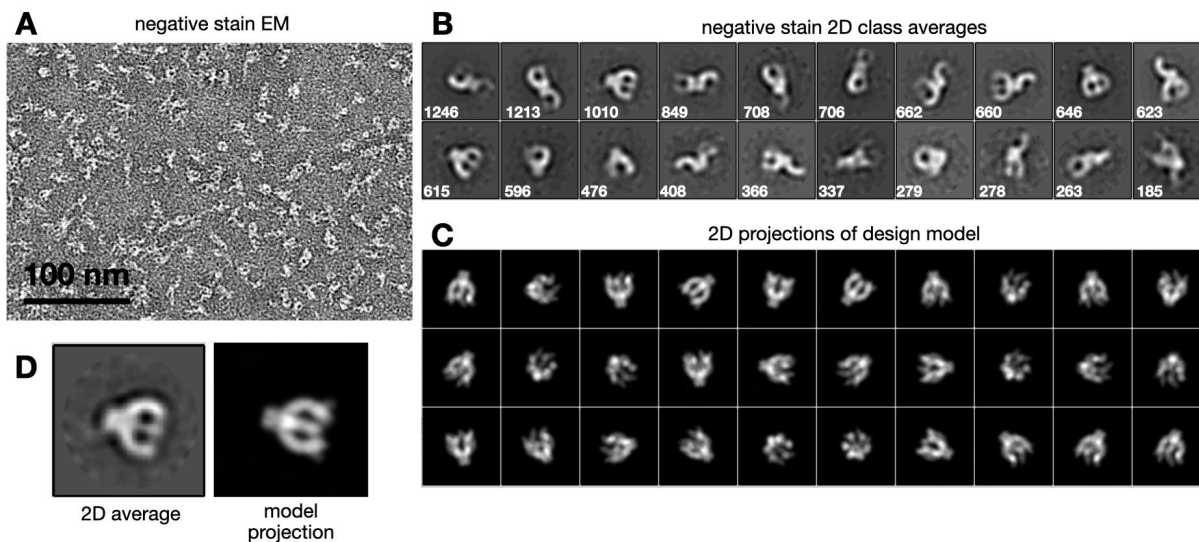 A
negative stain EM
100 nm
B
negative stain 2D class averages
1246 1213 1010 849 708 706 662 660 646 623
615 596 476 408 366 337 279 278 263 185
C
2D projections of design model
D
2D average
model
projection